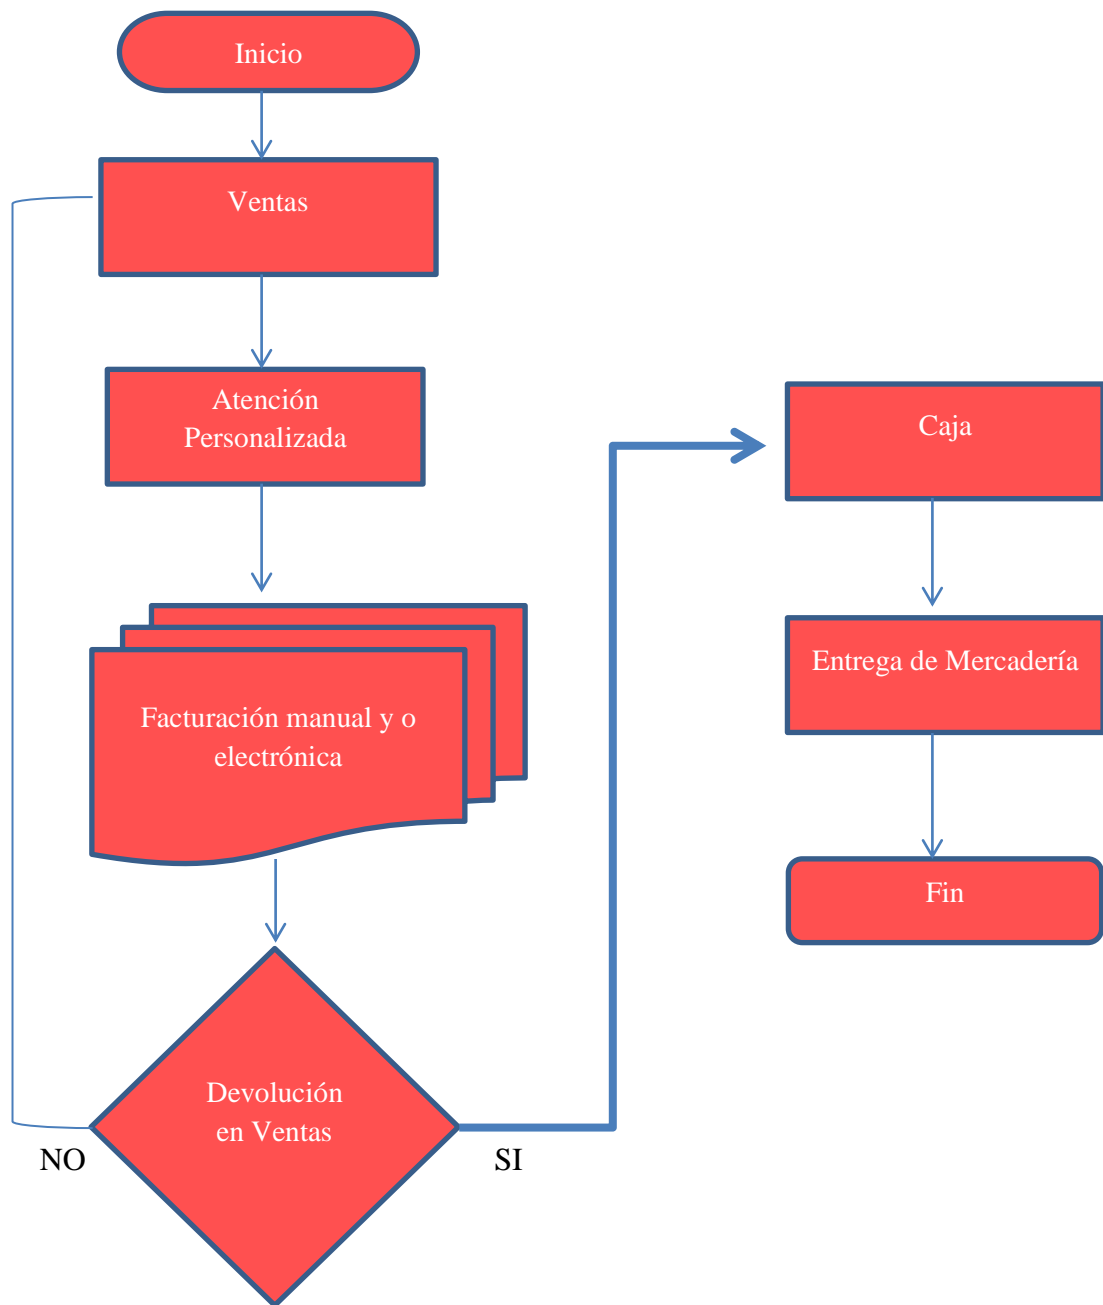 Inicio
Ventas
Atención
Personalizada
Facturación manual y o
electrónica
Devolución
en Ventas
NO
SI
Caja
Entrega de Mercadería
Fin